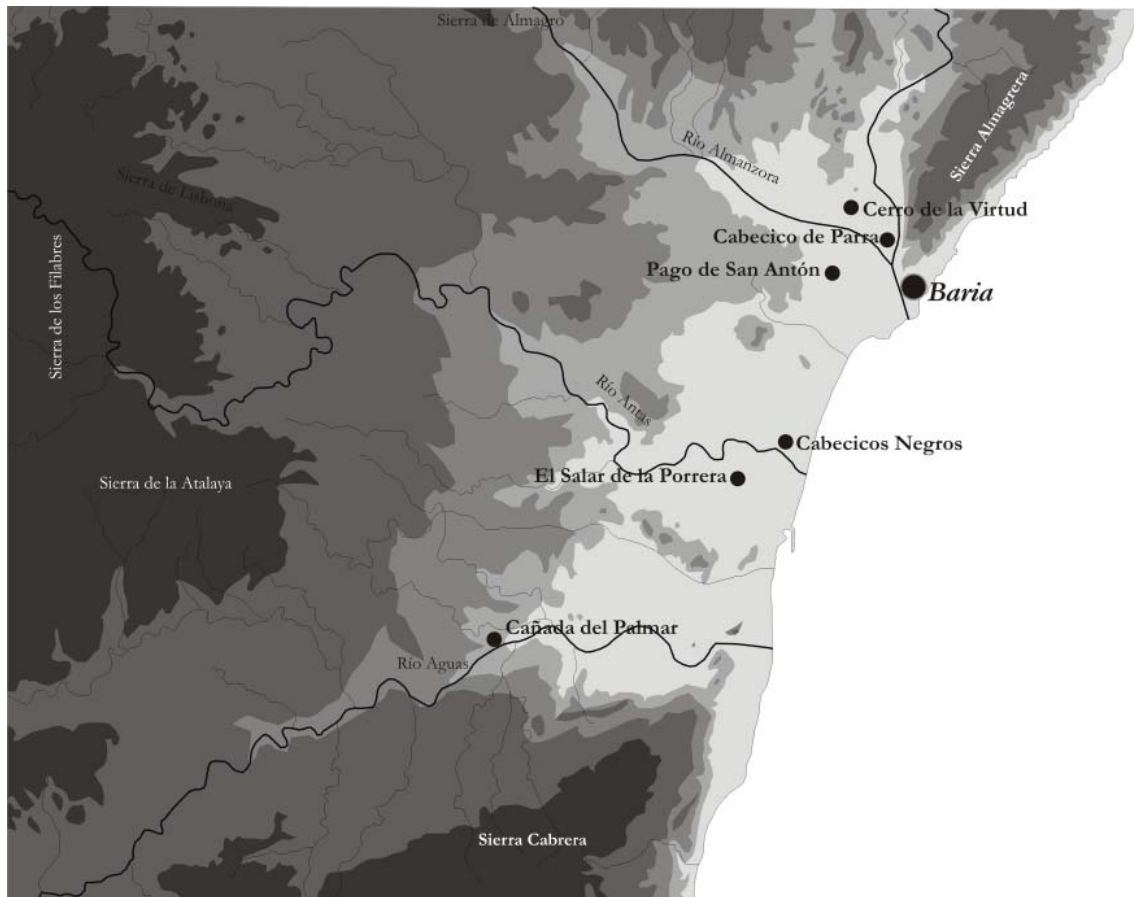 Sierra de Almagro
Sierra Almagrera
Río Almanzora
Sierra de Lisbona
Cerro de la Virtud
Cabecico de Parra
Pago de San Antón
Baria
Sierra de los Filabres
Río Antas
Cabecicos Negros
El Salar de la Porrera
Sierra de la Atalaya
Cañada del Palmar
Río Aguas
Sierra Cabrera